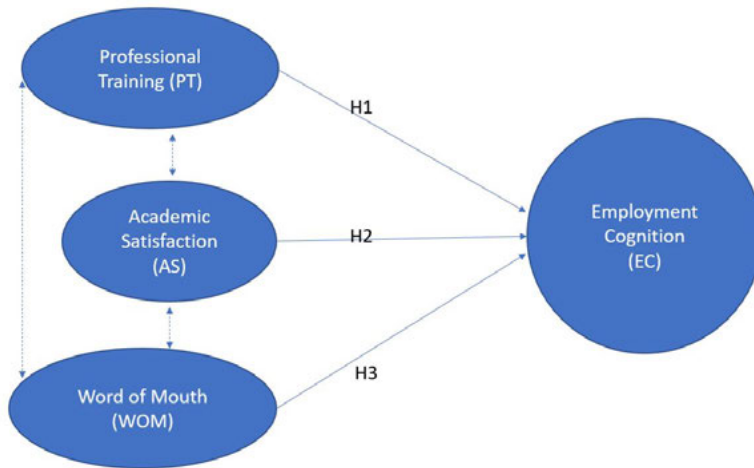 Professional
Training (PT)
H1
Academic
Satisfaction
(AS)
H2
Employment
Cognition
(EC)
H3
Word of Mouth
(WOM)